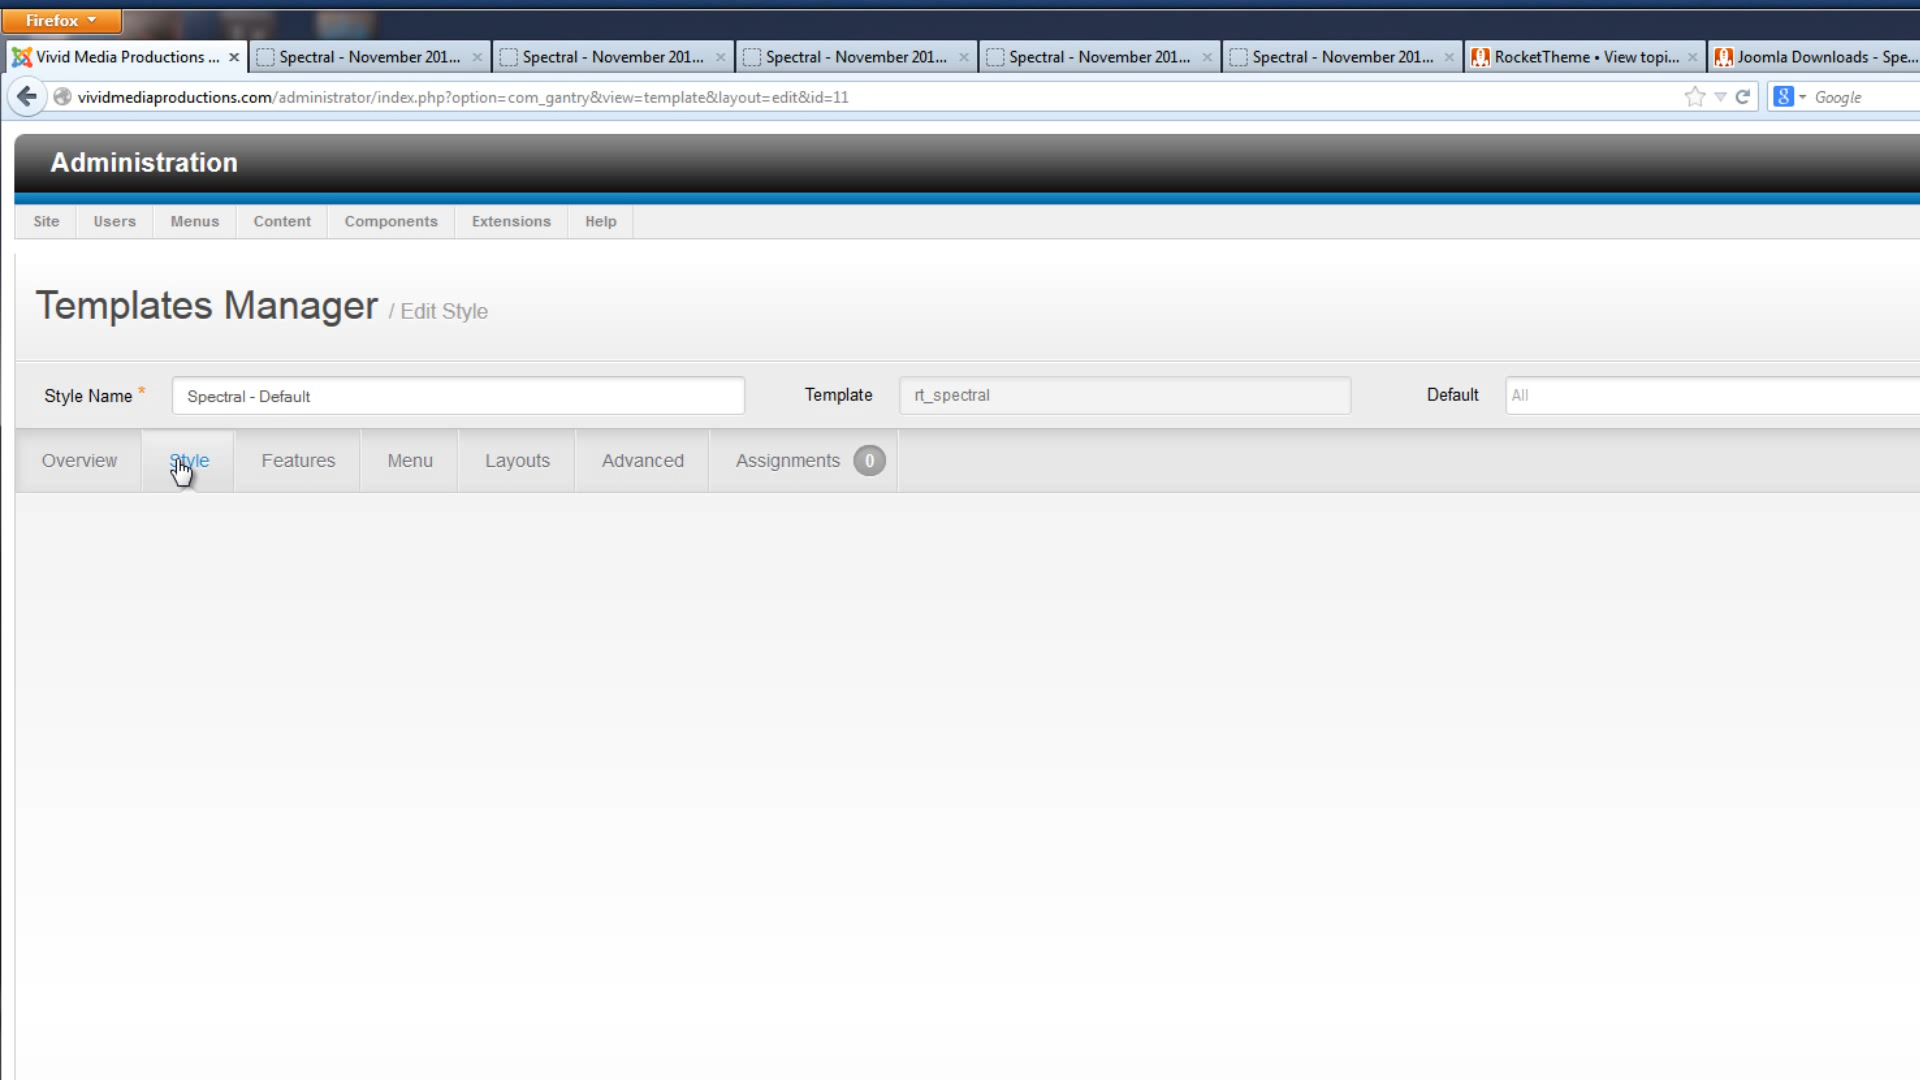 Firefox
Vivid Media Productions ...
Spectral - November 201...
Spectral - November 201...
Spectral - November 201...
Spectral - November 201...
Spectral - November 201...
RocketTheme • View topi...
Joomla Downloads - Spe...
vividmediaproductions.com/administrator/index.php?option=com_gantry&view=template&layout=edit&id=11
8
Google
Administration
Site
Users
Menus
Content
Components
Extensions
Help
Templates Manager / Edit Style
Style Name *
Spectral - Default
Template
rt_spectral
Default
All
Overview
Style
Features
Menu
Layouts
Advanced
Assignments
0